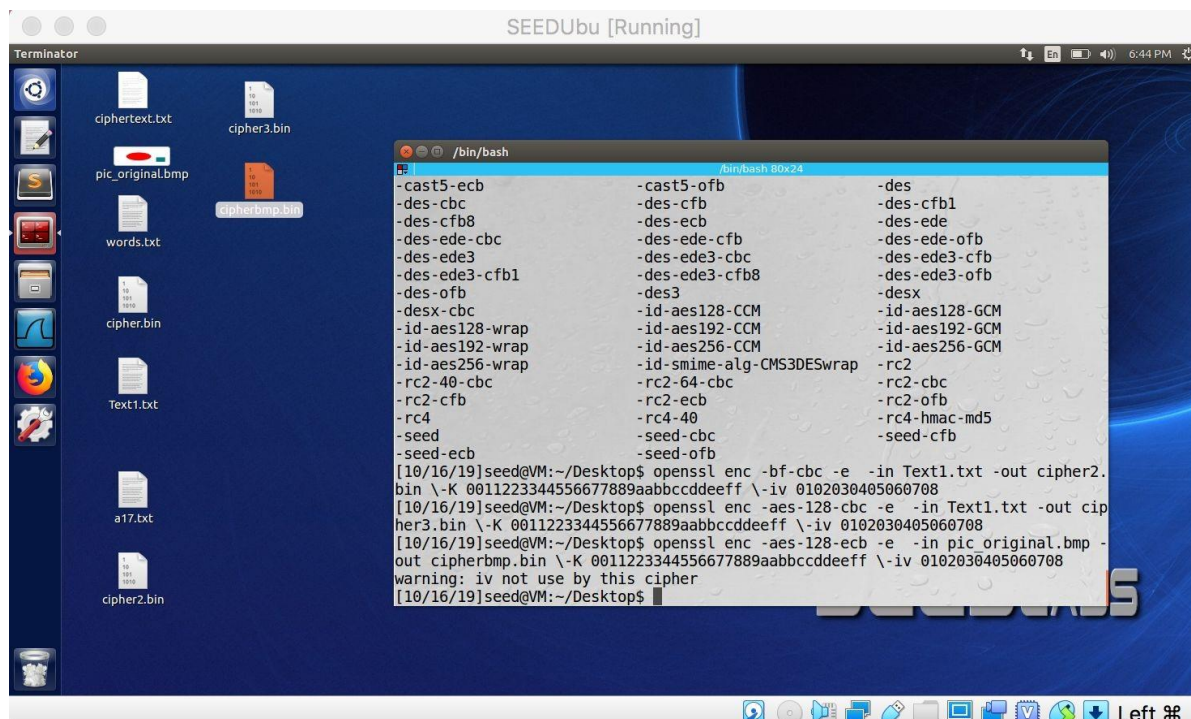 SEEDUbu [Running]
Terminator
En
6:44 PM
ciphertext.txt
cipher3.bin
pic_original.bmp
cipherbmp.bin
words.txt
cipher.bin
Text1.txt
a17.txt
cipher2.bin
/bin/bash
/bin/bash 80x24
-cast5-ecb -cast5-ofb -des
-des-cbc -des-cfb -des-cfb1
-des-cfb8 -des-ecb -des-ede
-des-ede-cbc -des-ede-cfb -des-ede-ofb
-des-ede3 -des-ede3-cbc -des-ede3-cfb
-des-ede3-cfb1 -des-ede3-cfb8 -des-ede3-ofb
-des-ofb -des3 -desx
-desx-cbc -id-aes128-CCM -id-aes128-GCM
-id-aes128-wrap -id-aes192-CCM -id-aes192-GCM
-id-aes192-wrap -id-aes256-CCM -id-aes256-GCM
-id-aes256-wrap -id-smime-alg-CMS3DESwrap -rc2
-rc2-40-cbc -rc2-64-cbc -rc2-cbc
-rc2-cfb -rc2-ecb -rc2-ofb
-rc4 -rc4-40 -rc4-hmac-md5
-seed -seed-cbc -seed-cfb
-seed-ecb -seed-ofb
[10/16/19]seed@VM:~/Desktop$ openssl enc -bf-cbc -e  -in Text1.txt -out cipher2.
bin \-K 00112233445566778889aabbccddeeff \-iv 0102030405060708
[10/16/19]seed@VM:~/Desktop$ openssl enc -aes-128-cbc -e  -in Text1.txt -out cip
her3.bin \-K 00112233445566778889aabbccddeeff \-iv 0102030405060708
[10/16/19]seed@VM:~/Desktop$ openssl enc -aes-128-ecb -e  -in pic_original.bmp -
out cipherbmp.bin \-K 00112233445566778889aabbccddeeff \-iv 0102030405060708
warning: iv not use by this cipher
[10/16/19]seed@VM:~/Desktop$
Left ⌘